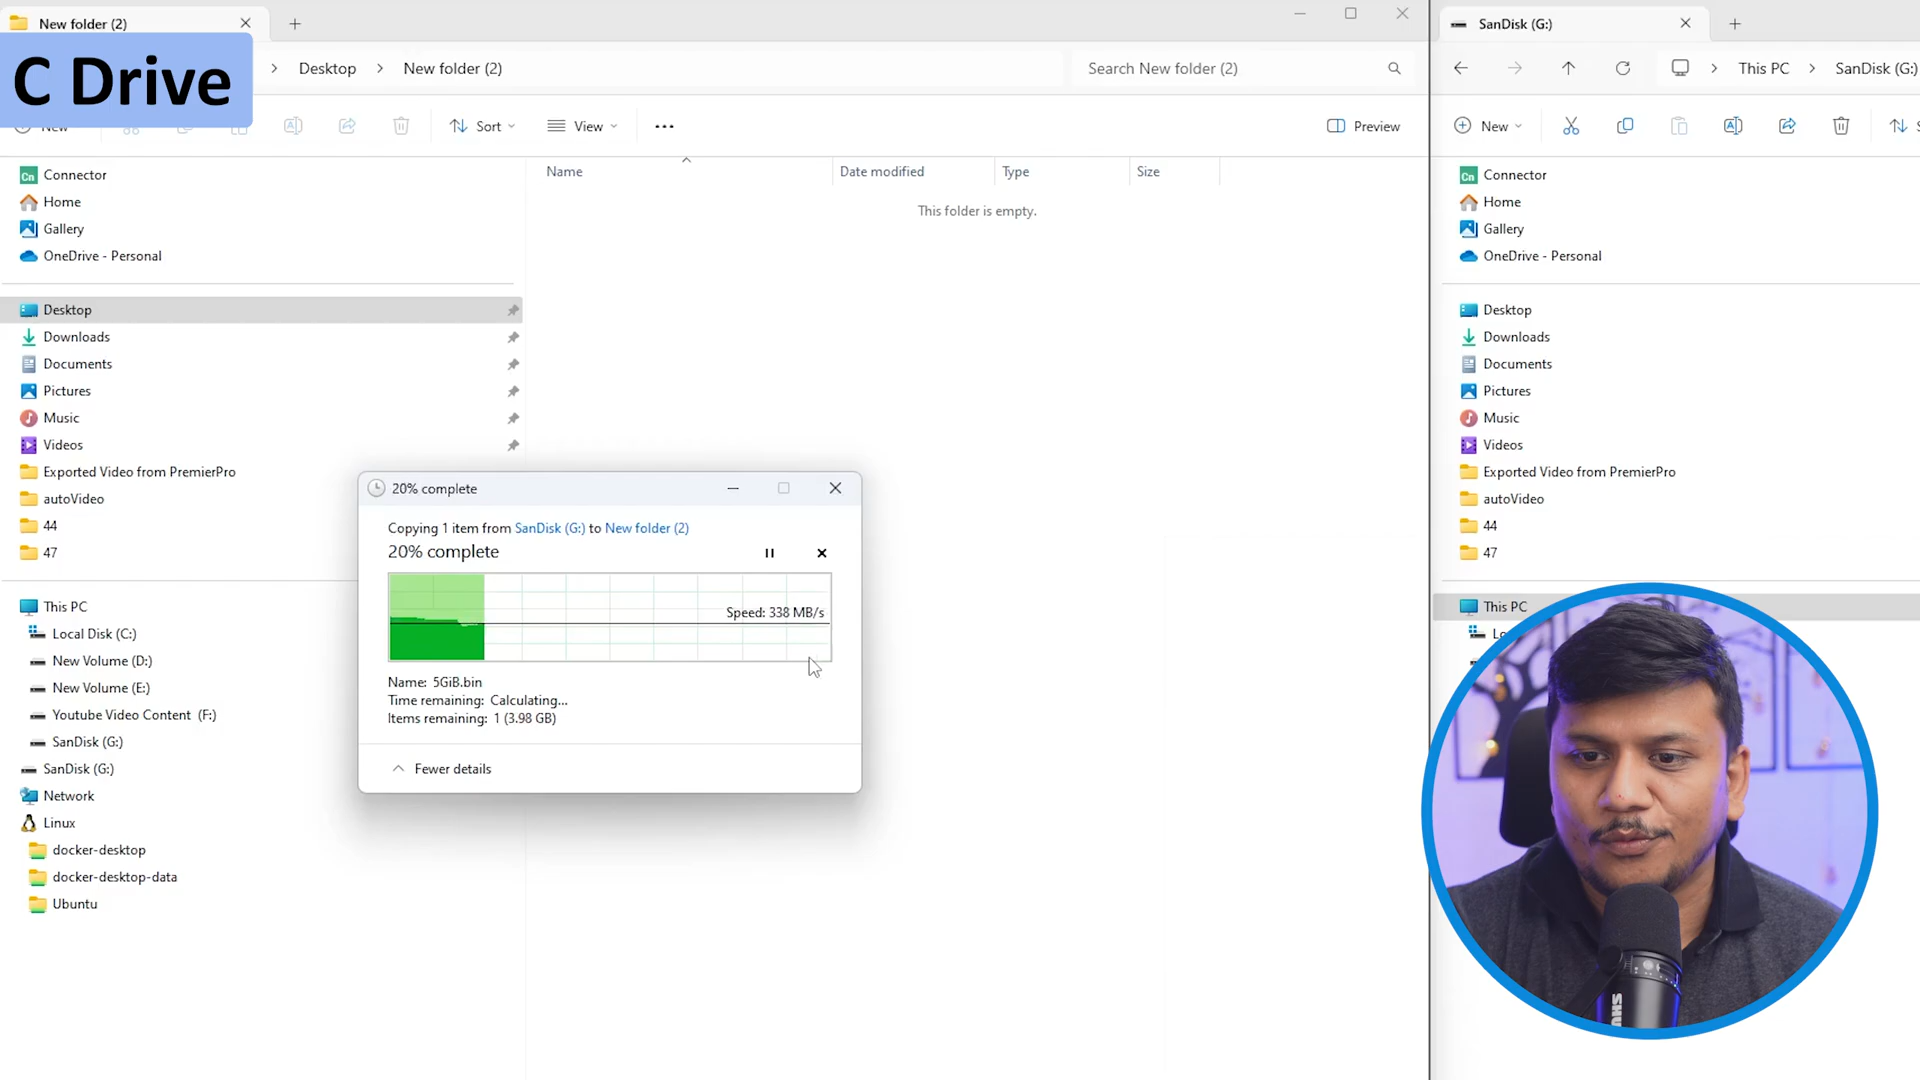 New folder (2)
C Drive
Desktop
New folder (2)
Search New folder (2)
New
Sort
View
Preview
Name
Date modified
Type
Size
This folder is empty.
Connector
Home
Gallery
OneDrive - Personal
Desktop
Downloads
Documents
Pictures
Music
Videos
Exported Video from PremierPro
autoVideo
44
47
This PC
Local Disk (C:)
New Volume (D:)
New Volume (E:)
Youtube Video Content (F:)
SanDisk (G:)
SanDisk (G:)
Network
Linux
docker-desktop
docker-desktop-data
Ubuntu
20% complete
Copying 1 item from SanDisk (G:) to New folder (2)
20% complete
Speed: 338 MB/s
Name: 5GiB.bin
Time remaining: Calculating...
Items remaining: 1 (3.98 GB)
Fewer details
SanDisk (G:)
This PC
SanDisk (G:)
New
Connector
Home
Gallery
OneDrive - Personal
Desktop
Downloads
Documents
Pictures
Music
Videos
Exported Video from PremierPro
autoVideo
44
47
This PC